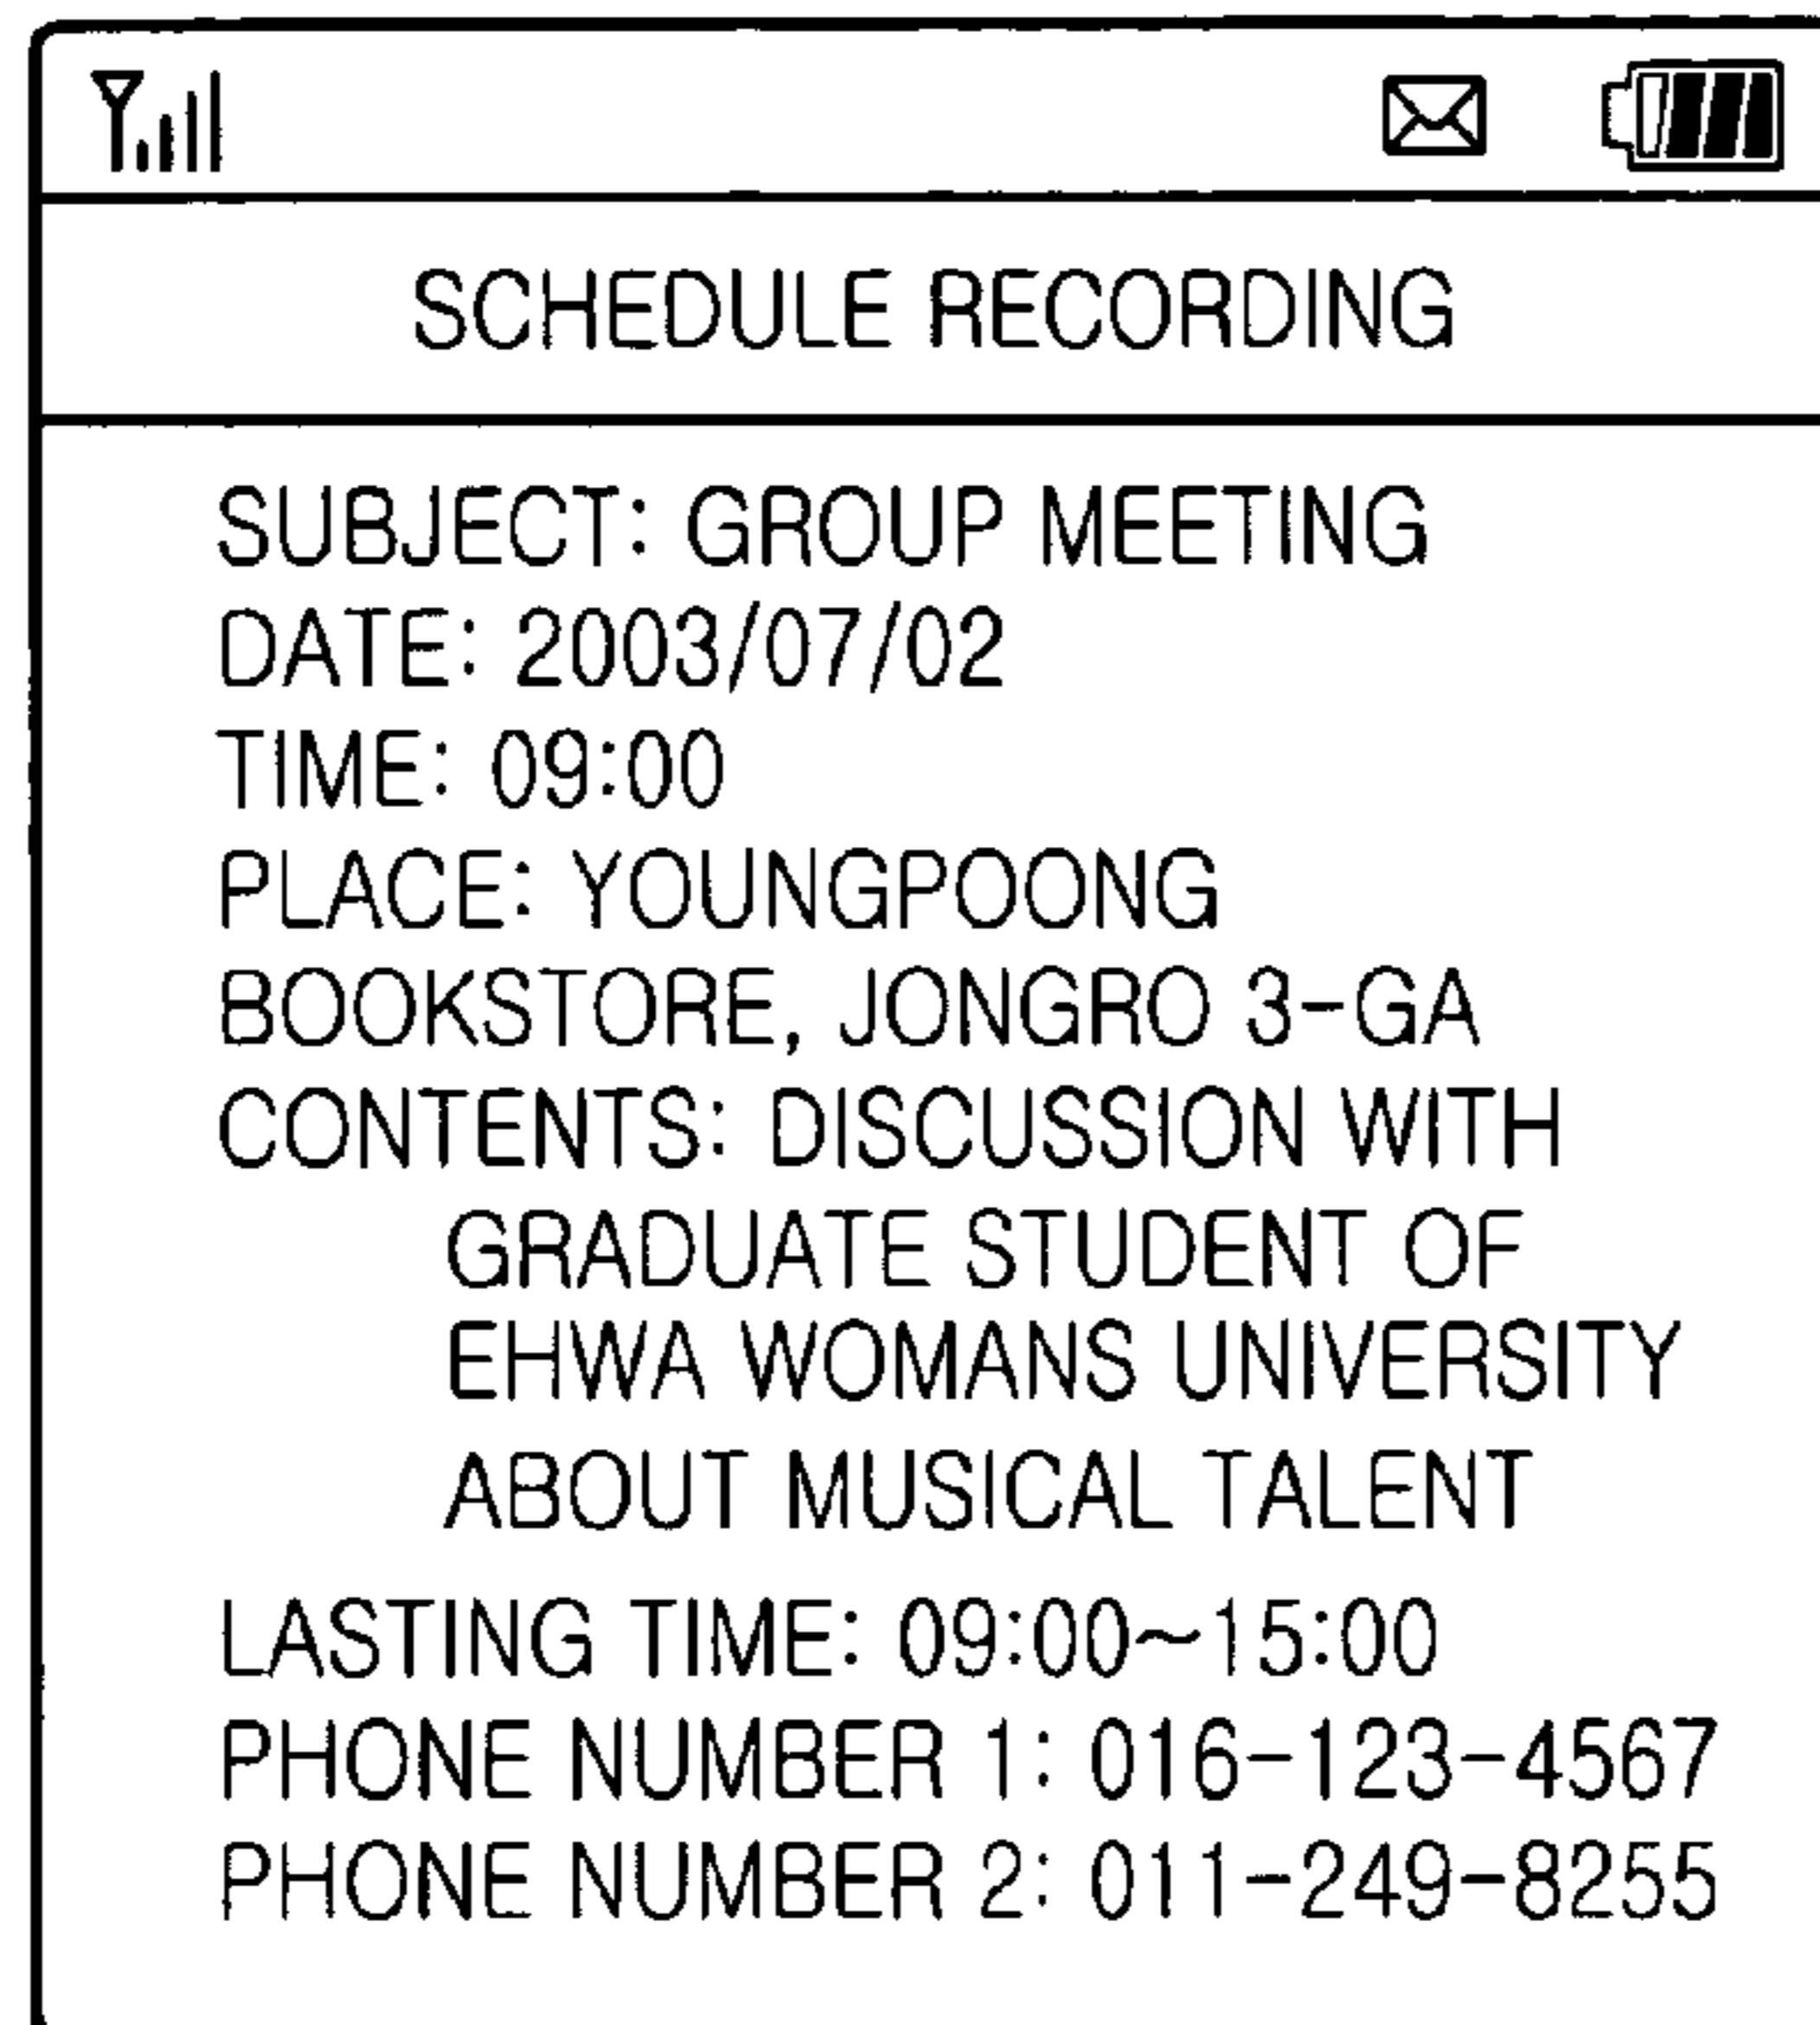 SCHEDULE RECORDING
SUBJECT: GROUP MEETING
DATE: 2003/07/02
TIME: 09:00
PLACE: YOUNGPOONG
BOOKSTORE, JONGRO 3-GA
CONTENTS: DISCUSSION WITH
GRADUATE STUDENT OF
EHWA WOMANS UNIVERSITY
ABOUT MUSICAL TALENT
LASTING TIME: 09:00~15:00
PHONE NUMBER 1: 016-123-4567
PHONE NUMBER 2: 011-249-8255